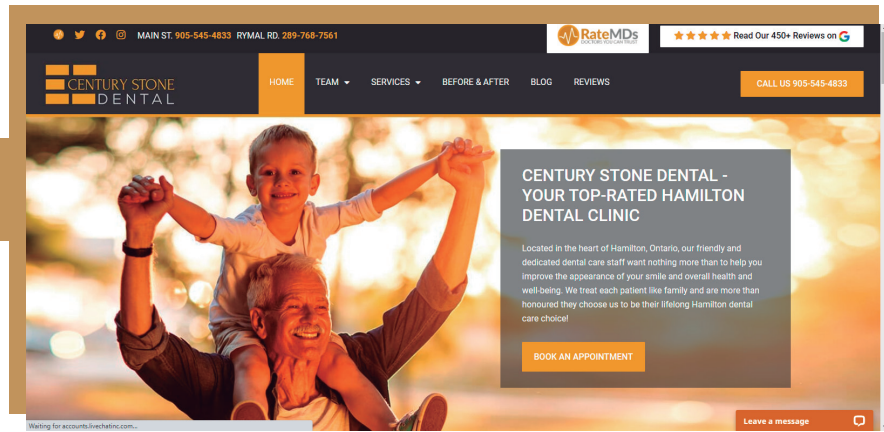 MAIN ST. 905-545-4833 RYMAL RD. 289-768-7561
RateMDs
DOCTORS YOU CAN TRUST
Read Our 450+ Reviews on
CENTURY STONE
DENTAL
HOME TEAM SERVICES BEFORE & AFTER BLOG REVIEWS
CALL US 905-545-4833
CENTURY STONE DENTAL -
YOUR TOP-RATED HAMILTON
DENTAL CLINIC
Located in the heart of Hamilton, Ontario, our friendly and
dedicated dental care staff want nothing more than to help you
improve the appearance of your smile and overall health and
well-being. We treat each patient like family and are more than
honoured they choose us to be their lifelong Hamilton dental
care choice!
BOOK AN APPOINTMENT
Waiting for accounts.livechatinc.com...
Leave a message